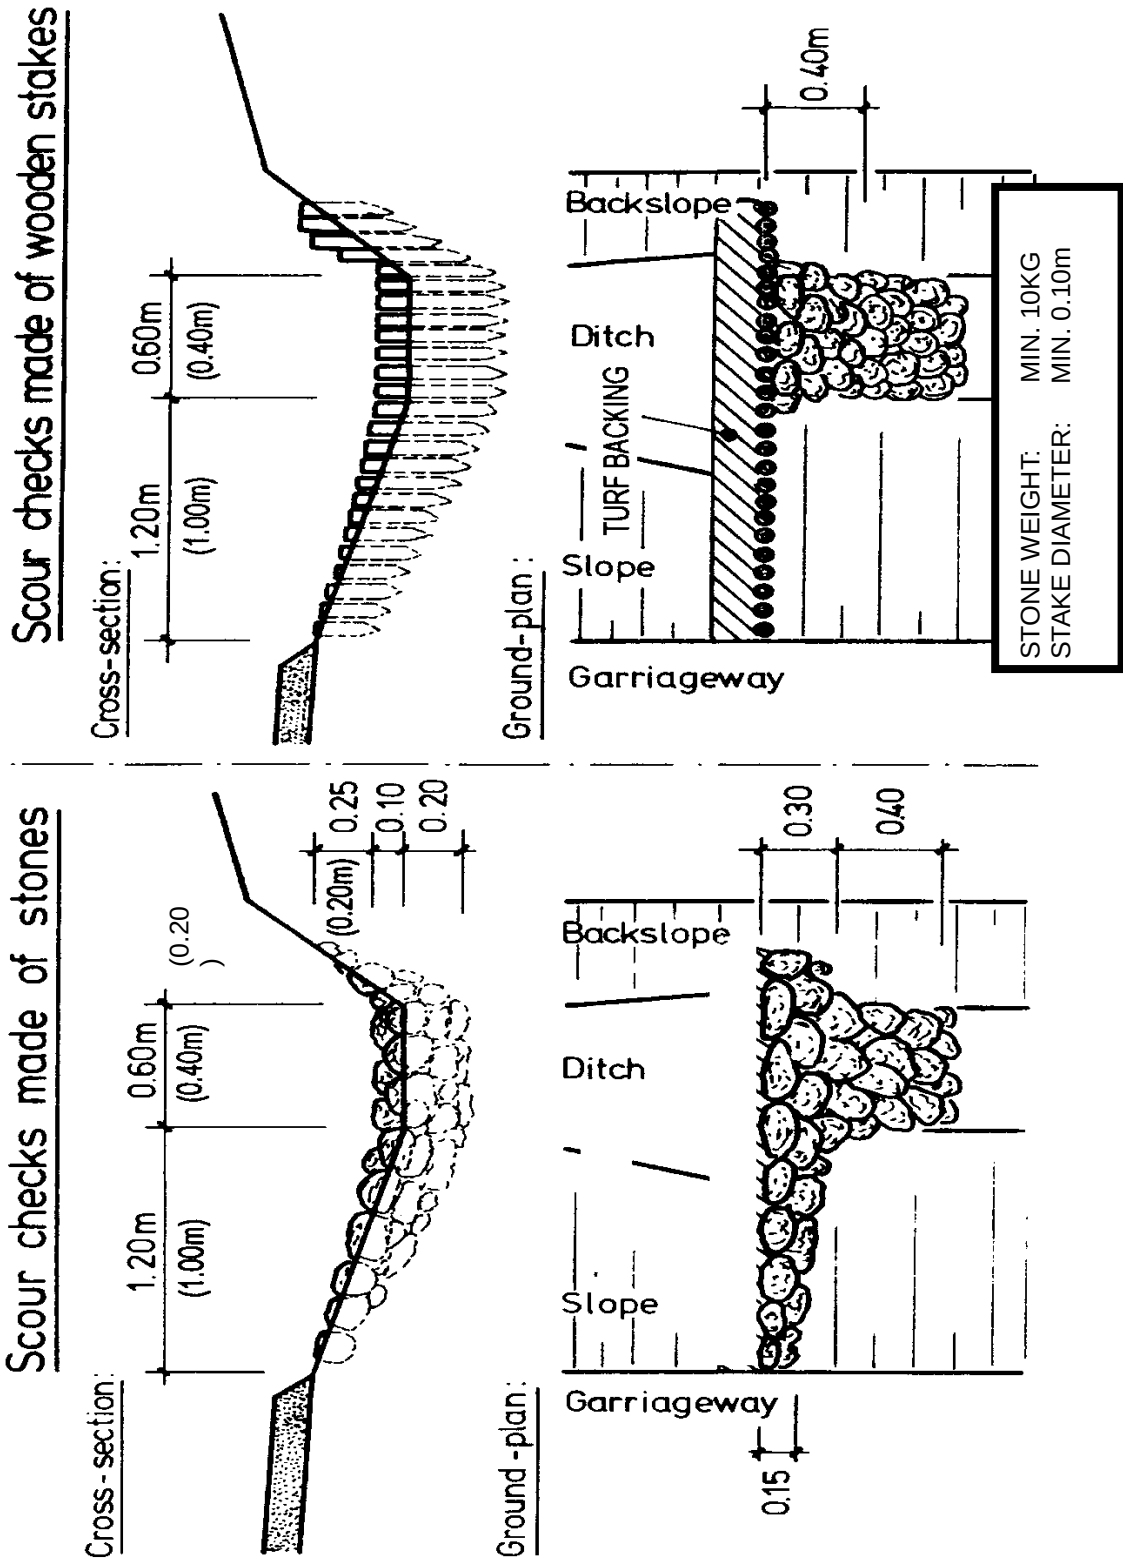 Scour checks made of stones
Cross-section:
1.20m
(1.00m)
0.60m
(0.40m)
(0.20
)
(0.20m)
0.25
0.10
0.20
Ground-plan:
Garriageway
Slope
Ditch
Backslope
0.15
0.30
0.40
Scour checks made of wooden stakes
Cross-section:
1.20m
(1.00m)
0.60m
(0.40m)
Ground-plan:
Garriageway
Slope
TURF BACKING
Ditch
Backslope
0.40m
STONE WEIGHT: MIN. 10KG
STAKE DIAMETER: MIN. 0.10m